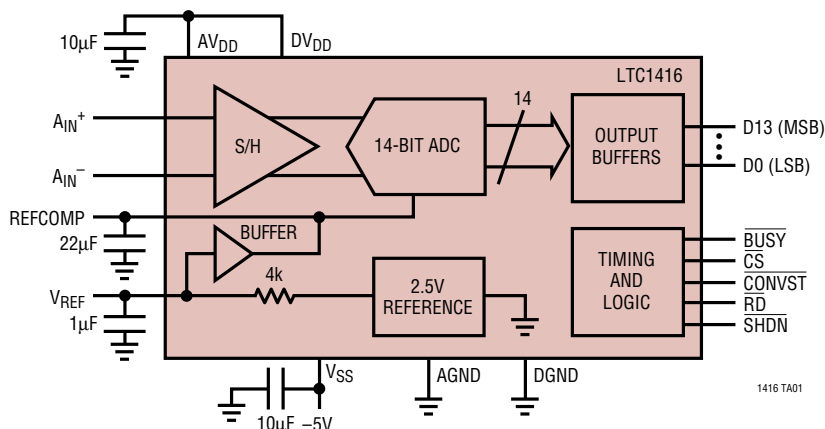 10μF
AVDD
DVDD
LTC1416
AIN+
AIN−
S/H
14-BIT ADC
14
OUTPUT
BUFFERS
D13 (MSB)
D0 (LSB)
REFCOMP
22μF
BUFFER
4k
VREF
1μF
2.5V
REFERENCE
TIMING
AND
LOGIC
BUSY
CS
CONVST
RD
SHDN
VSS
AGND
DGND
10μF
–5V
1416 TA01